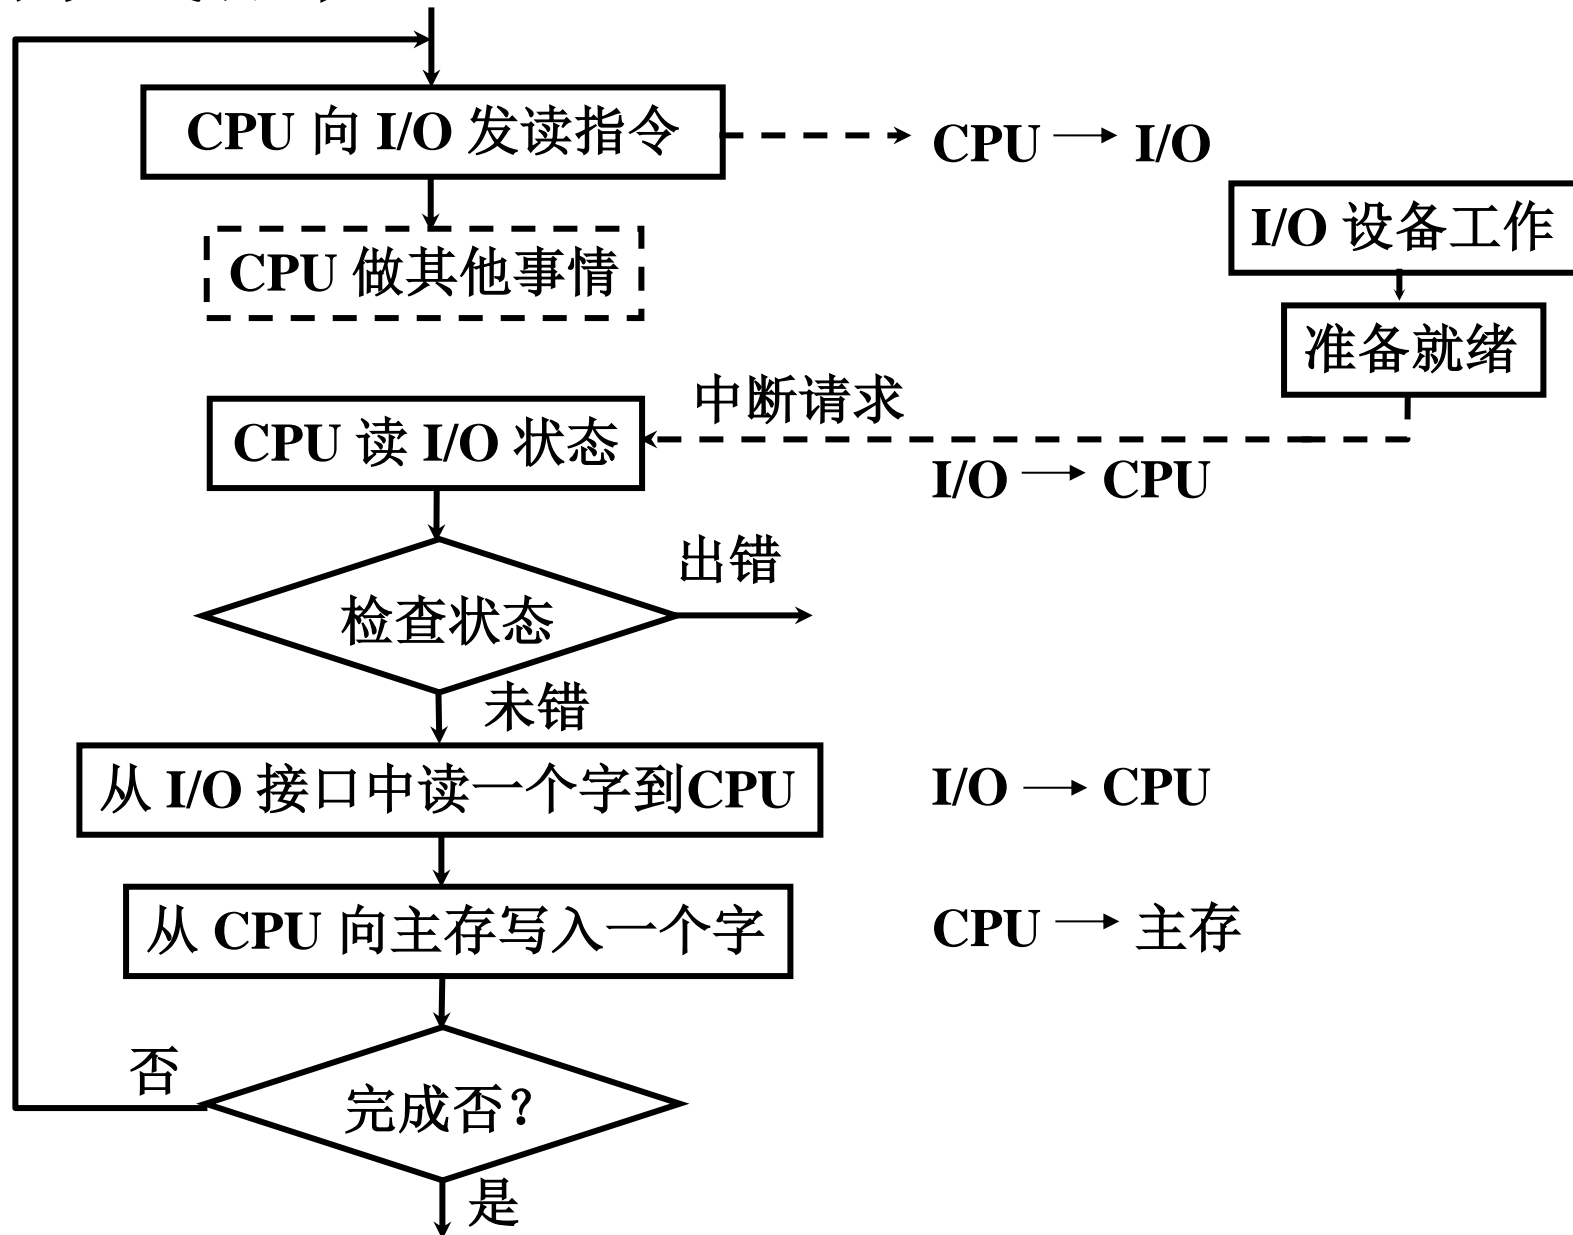 CPU 向 I/O 发读指令
CPU → I/O
I/O 设备工作
CPU 做其他事情
准备就绪
中断请求
CPU 读 I/O 状态
I/O → CPU
出错
检查状态
未错
从 I/O 接口中读一个字到CPU
I/O → CPU
从 CPU 向主存写入一个字
CPU → 主存
否
完成否?
是